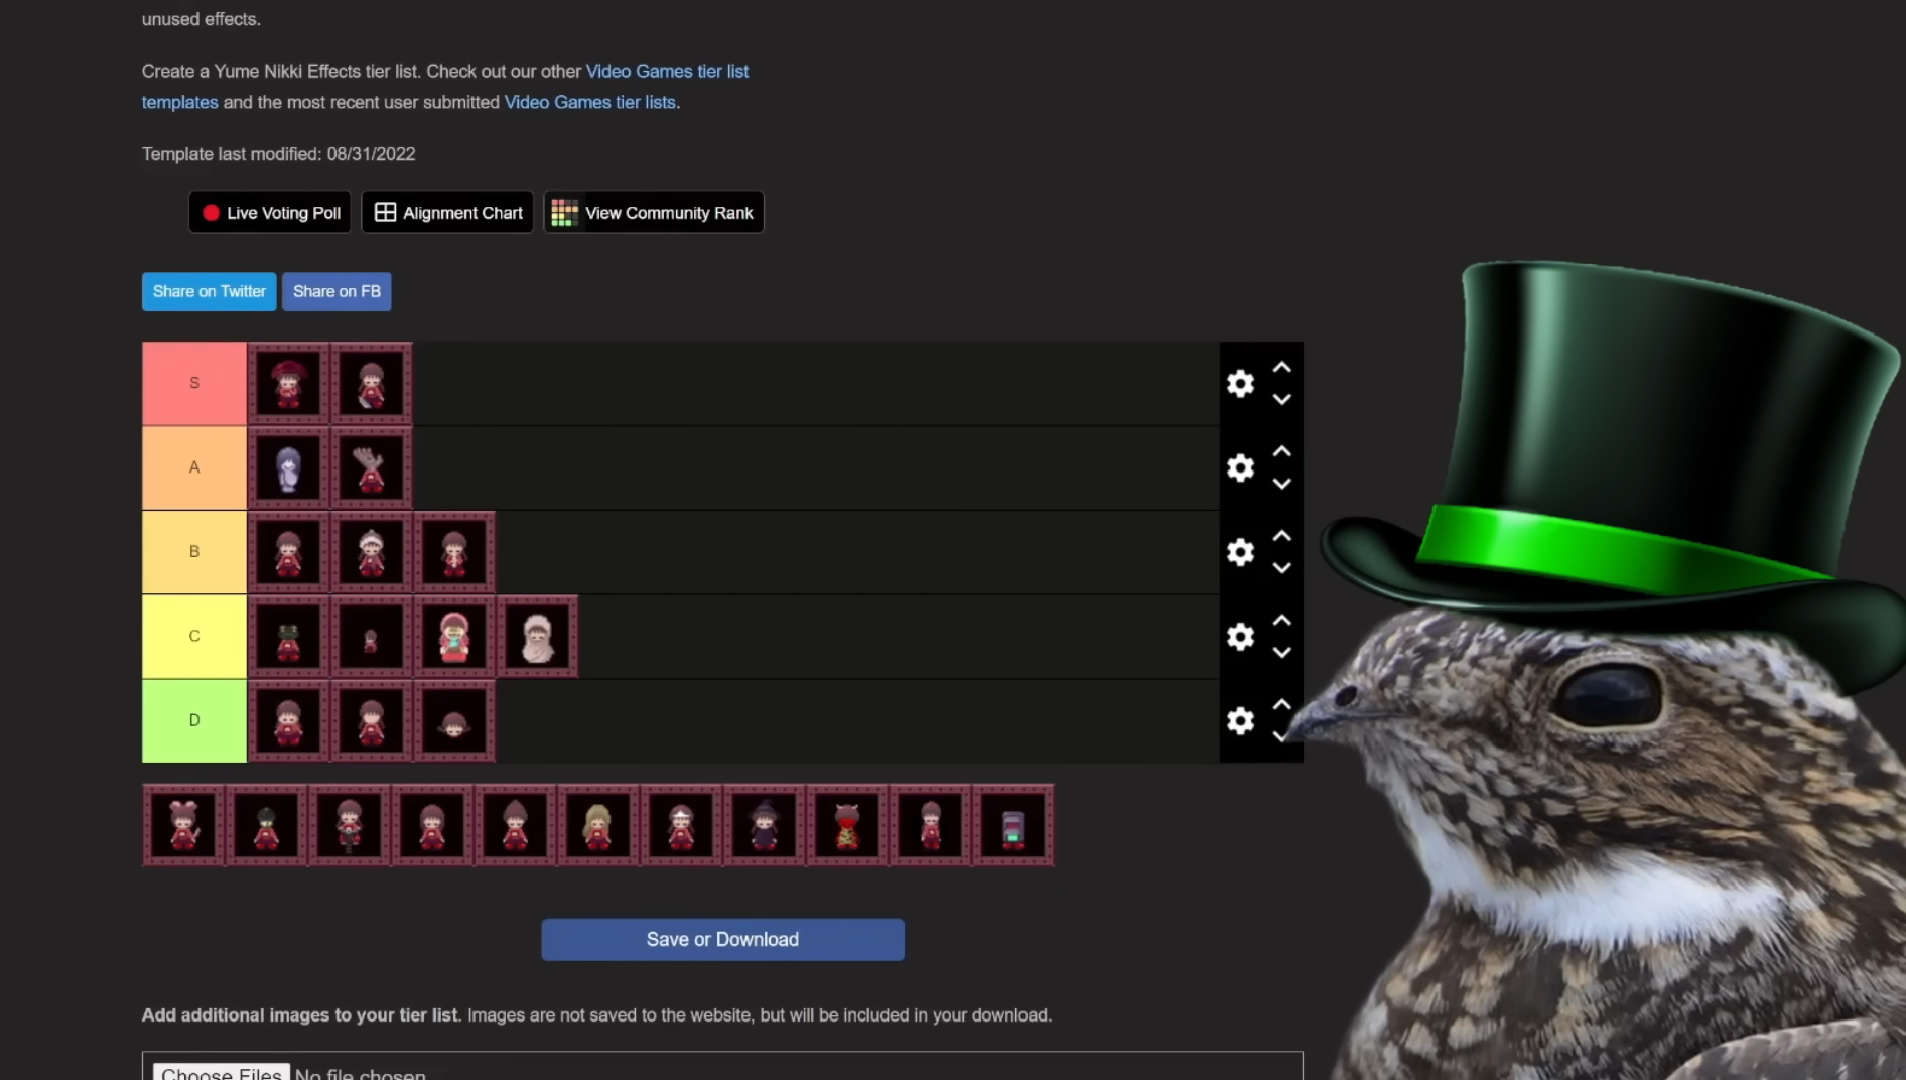 unused effects.
Create a Yume Nikki Effects tier list. Check out our other Video Games tier list
templates and the most recent user submitted Video Games tier lists.
Template last modified: 08/31/2022
Live Voting Poll Alignment Chart View Community Rank
Share on Twitter Share on FB
S
A
B
C
D
Save or Download
Add additional images to your tier list. Images are not saved to the website, but will be included in your download.
Choose Files No file chosen